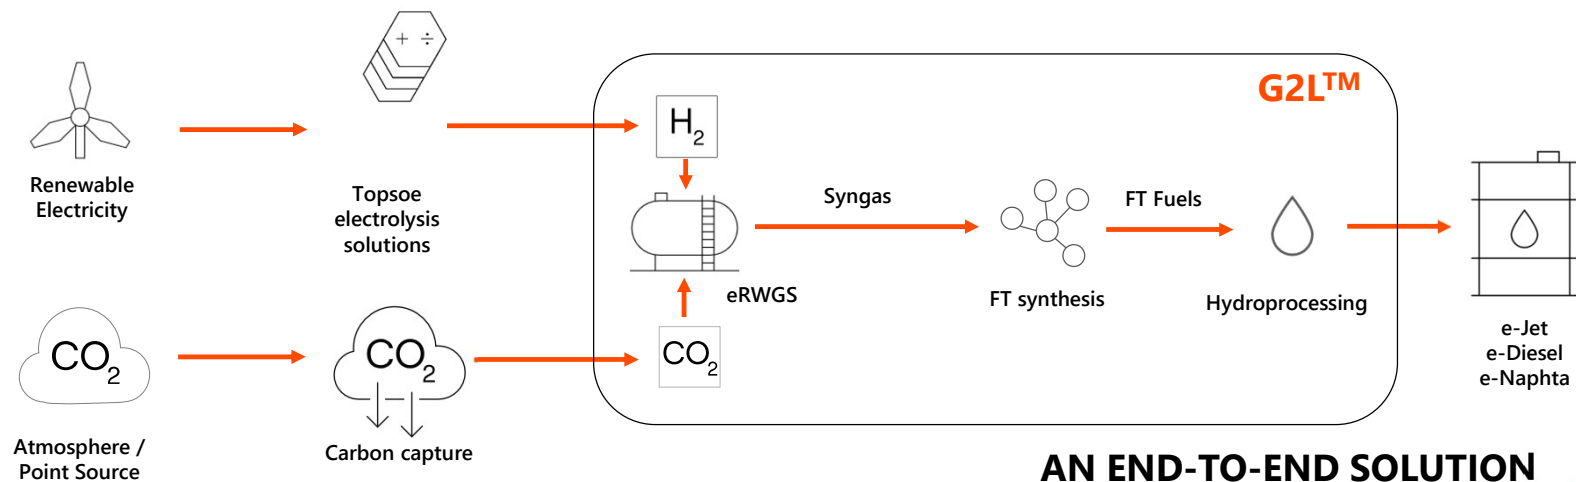 G2L™
+ ÷
H₂
Renewable
Electricity
Topsoe
electrolysis
solutions
Syngas
FT Fuels
eRWGS
FT synthesis
Hydroprocessing
CO₂
CO₂
CO₂
e-Jet
e-Diesel
e-Naphta
Atmosphere /
Point Source
Carbon capture
AN END-TO-END SOLUTION